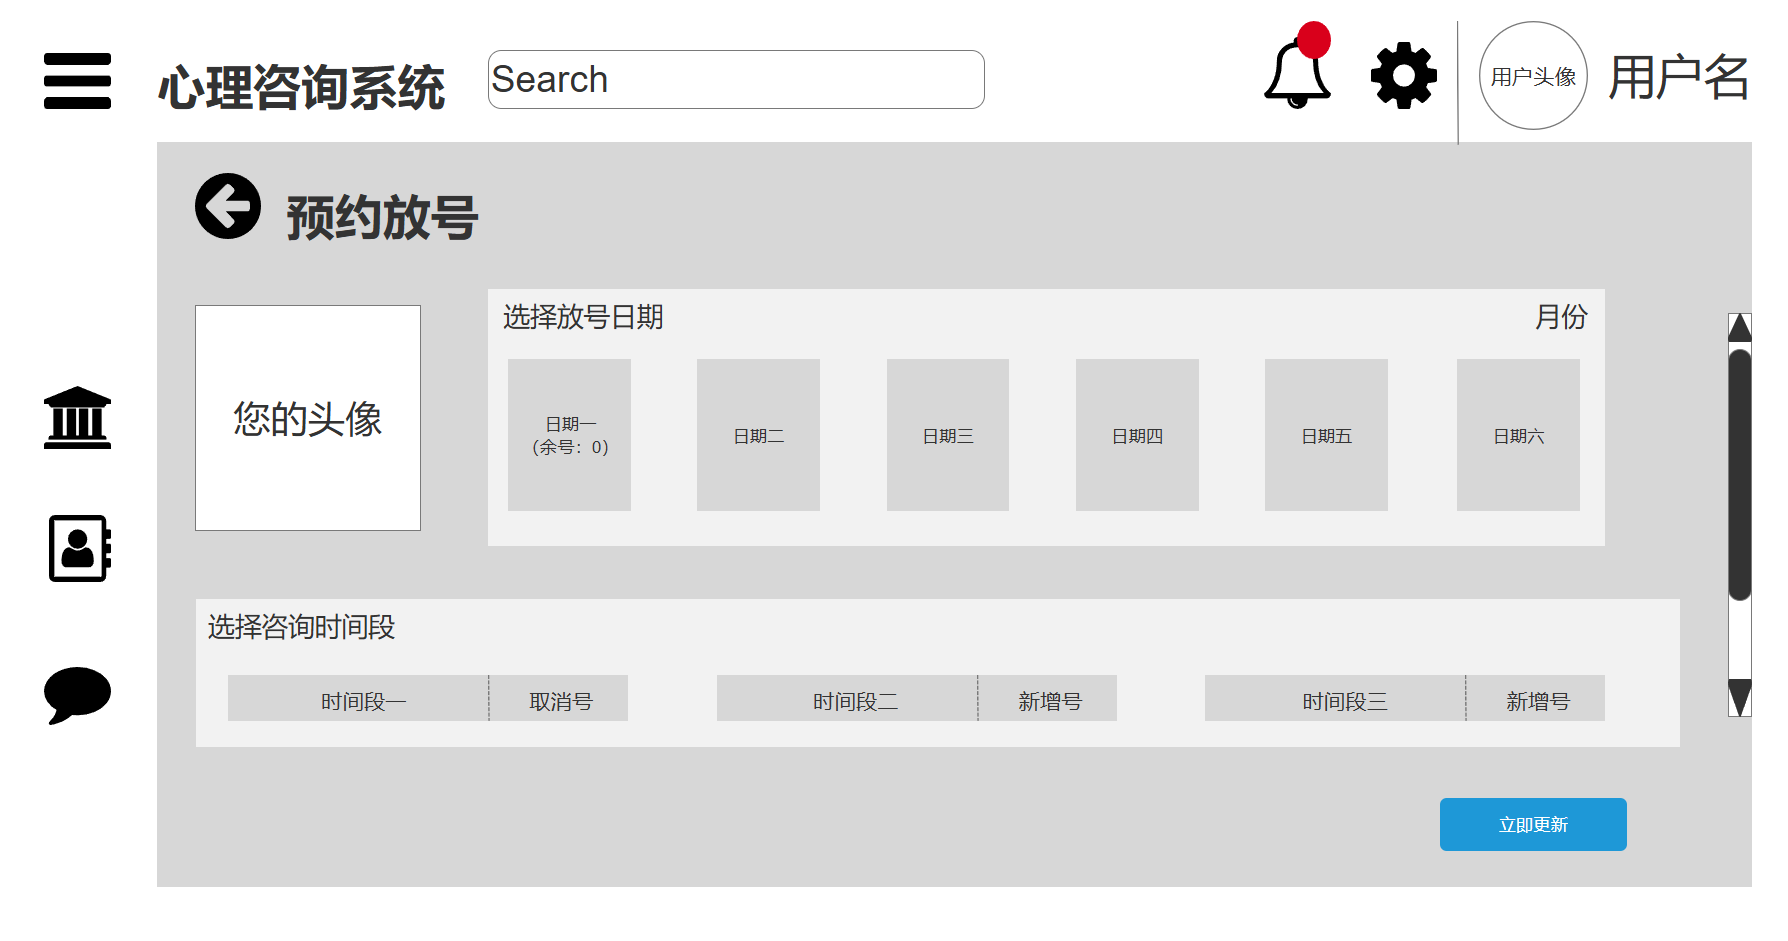 心理咨询系统
Search
用户头像
用户名
预约放号
您的头像
选择放号日期
月份
日期一
（余号：0）
日期二
日期三
日期四
日期五
日期六
选择咨询时间段
时间段一
取消号
时间段二
新增号
时间段三
新增号
立即更新